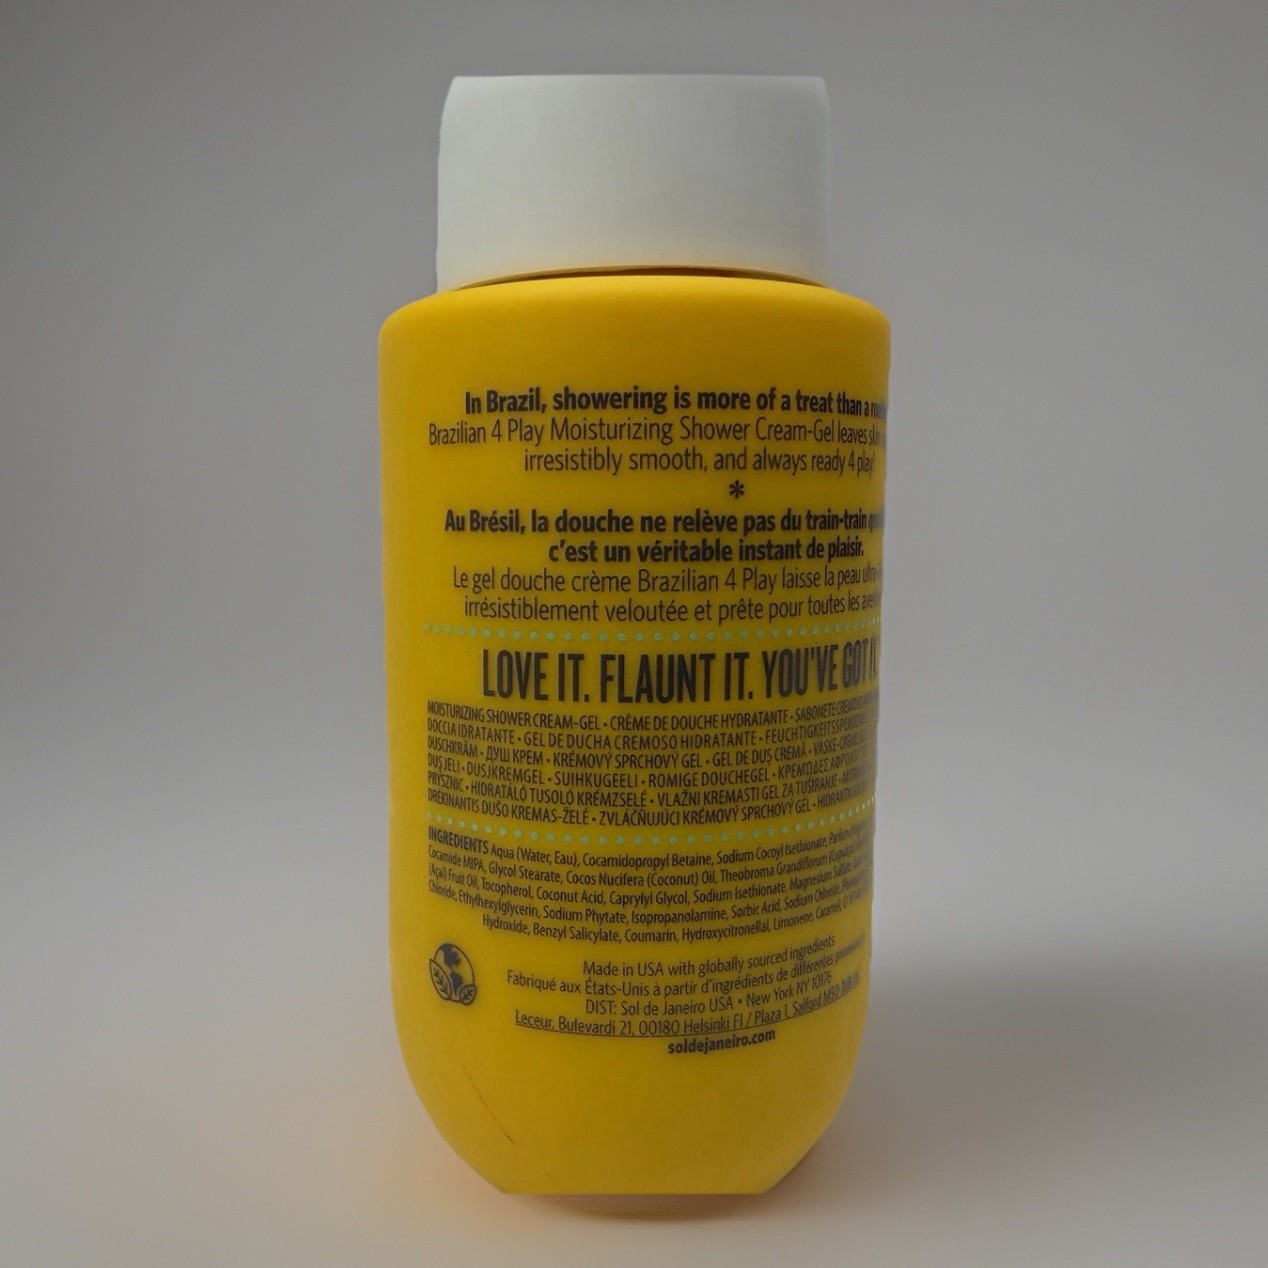 In Brazil, showering is more of a treat than a
Brazilian 4 Play Moisturizing Shower Cream-Gel leaves
irresistibly smooth, and always ready 4 play!
*
Au Brésil, la douche ne relève pas du train-train
c'est un véritable instant de plaisir.
Le gel douche crème Brazilian 4 Play laisse la peau
irrésistiblement veloutée et prête pour toutes les
LOVE IT. FLAUNT IT. YOU'VE GOT
MOISTURIZING SHOWER CREAM-GEL • CRÈME DE DOUCHE HYDRATANTE •
DOCCIA IDRATANTE • GEL DE DUCHA CREMOSO HIDRATANTE •
DUSCHKRÄM • ДУШ КРЕМ • KRÉMOVÝ SPRCHOVÝ GEL • GEL DE DUȘ CREMĂ •
DUŠJELI • DUSJKREMGEL • SUIHKUGEELI • ROMIGE DOUCHEGEL •
PRYSZNIC • HIDRATÁLÓ TUSOLÓ KRÉMZSELÉ • VLAŽNI KREMASTI GEL ZA TUŠIRANJE •
DRĖKINANTIS DUŠO KREMAS-ŽELĖ • ZVLÁČŇUJÚCI KRÉMOVÝ SPRCHOVÝ GÉL •
INGREDIENTS Aqua (Water, Eau), Cocamidopropyl Betaine, Sodium Cocoyl Isethionate,
Cocamide MIPA, Glycol Stearate, Cocos Nucifera (Coconut) Oil, Theobroma Grandiflorum
(Açaí) Fruit Oil, Tocopherol, Coconut Acid, Caprylyl Glycol, Sodium Isethionate, Magnesium
Chloride, Ethylhexylglycerin, Sodium Phytate, Isopropanolamine, Sorbic Acid, Sodium Chloride,
Hydroxide, Benzyl Salicylate, Coumarin, Hydroxycitronellal, Limonene, Caramel,
Made in USA with globally sourced ingredients
Fabriqué aux États-Unis à partir d'ingrédients de différentes
DIST: Sol de Janeiro USA • New York NY 10176
Leceur, Bulevardi 21, 00180 Helsinki FI / Plaza 1, Salford M50
soldejaneiro.com